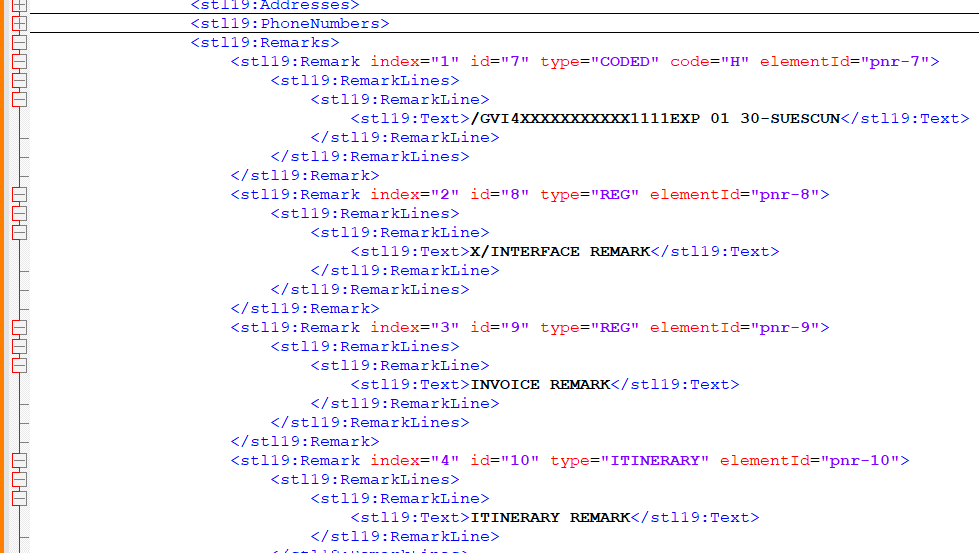 <stl19:Addresses>
<stl19:PhoneNumbers>
<stl19:Remarks>
<stl19:Remark index="1" id="7" type="CODED" code="H" elementId="pnr-7">
<stl19:RemarkLines>
<stl19:RemarkLine>
<stl19:Text>/GVI4XXXXXXXXXXX1111EXP 01 30-SUESCUN</stl19:Text>
</stl19:RemarkLine>
</stl19:RemarkLines>
</stl19:Remark>
<stl19:Remark index="2" id="8" type="REG" elementId="pnr-8">
<stl19:RemarkLines>
<stl19:RemarkLine>
<stl19:Text>X/INTERFACE REMARK</stl19:Text>
</stl19:RemarkLine>
</stl19:RemarkLines>
</stl19:Remark>
<stl19:Remark index="3" id="9" type="REG" elementId="pnr-9">
<stl19:RemarkLines>
<stl19:RemarkLine>
<stl19:Text>INVOICE REMARK</stl19:Text>
</stl19:RemarkLine>
</stl19:RemarkLines>
</stl19:Remark>
<stl19:Remark index="4" id="10" type="ITINERARY" elementId="pnr-10">
<stl19:RemarkLines>
<stl19:RemarkLine>
<stl19:Text>ITINERARY REMARK</stl19:Text>
</stl19:RemarkLine>